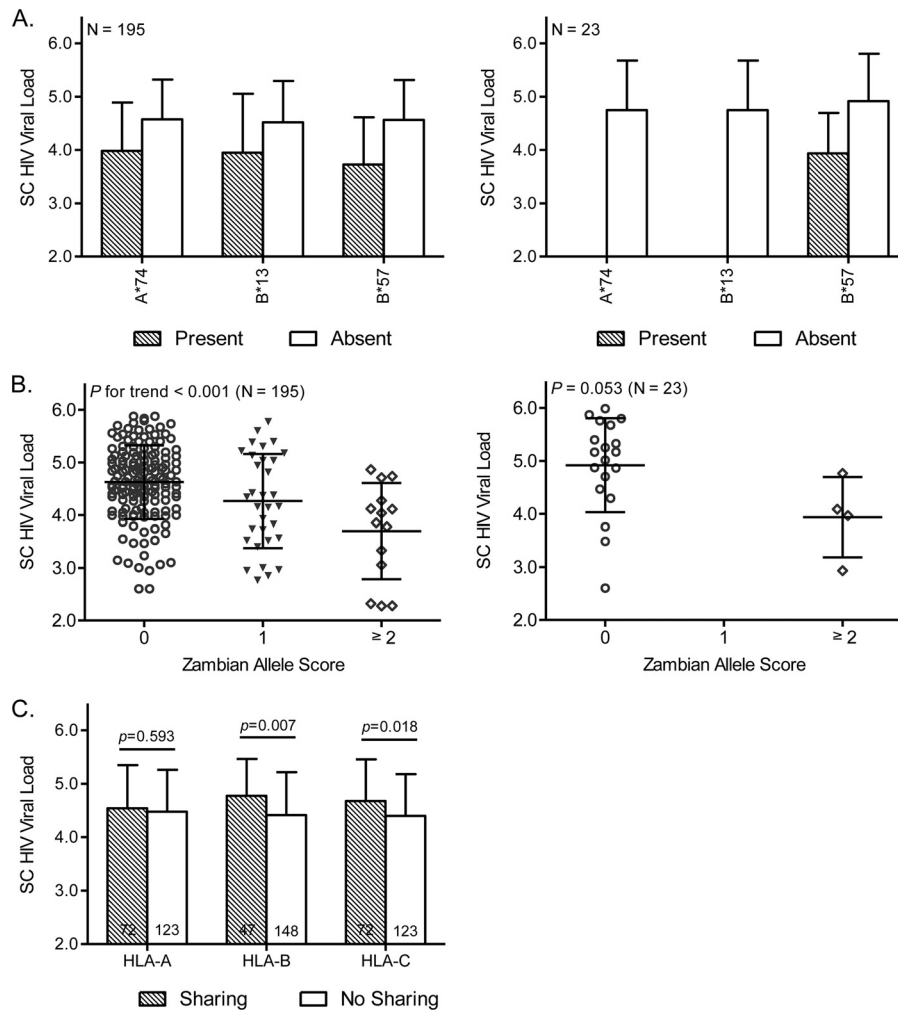 A.
N = 195
6.0
5.0
4.0
3.0
2.0
SC HIV Viral Load
A*74
B*13
B*57
Present
Absent
N = 23
6.0
5.0
4.0
3.0
2.0
SC HIV Viral Load
A*74
B*13
B*57
Present
Absent
B.
P for trend < 0.001 (N = 195)
6.0
5.0
4.0
3.0
2.0
SC HIV Viral Load
0
1
≥ 2
Zambian Allele Score
P = 0.053 (N = 23)
6.0
5.0
4.0
3.0
2.0
SC HIV Viral Load
0
1
≥ 2
Zambian Allele Score
C.
6.0
5.0
4.0
3.0
2.0
SC HIV Viral Load
p=0.593
p=0.007
p=0.018
72
123
47
148
72
123
HLA-A
HLA-B
HLA-C
Sharing
No Sharing